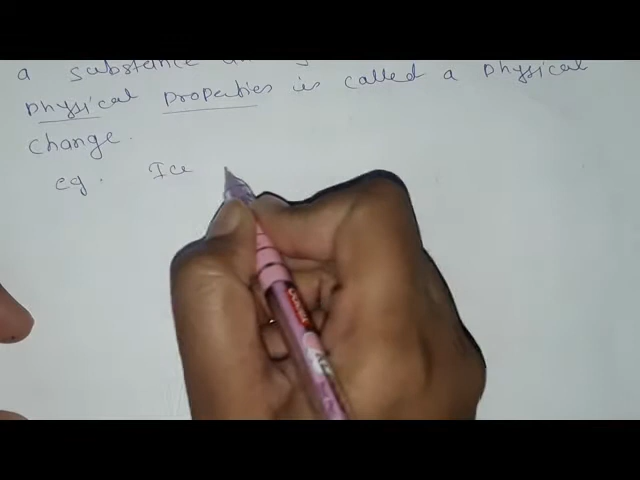 a substance
physical properties is called a physical
change.
eg. Ice